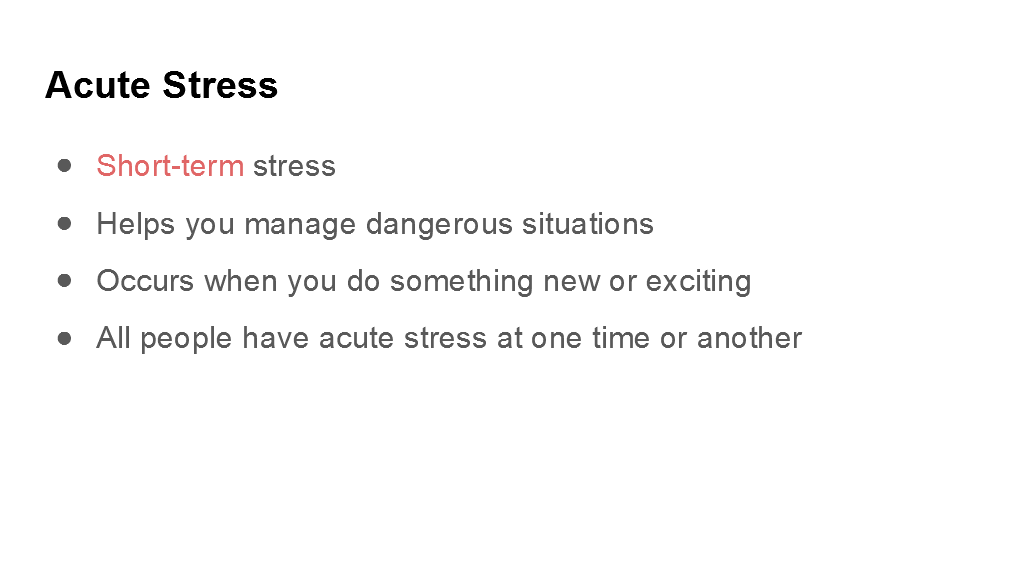 Acute Stress
● Short-term stress
● Helps you manage dangerous situations
● Occurs when you do something new or exciting
● All people have acute stress at one time or another